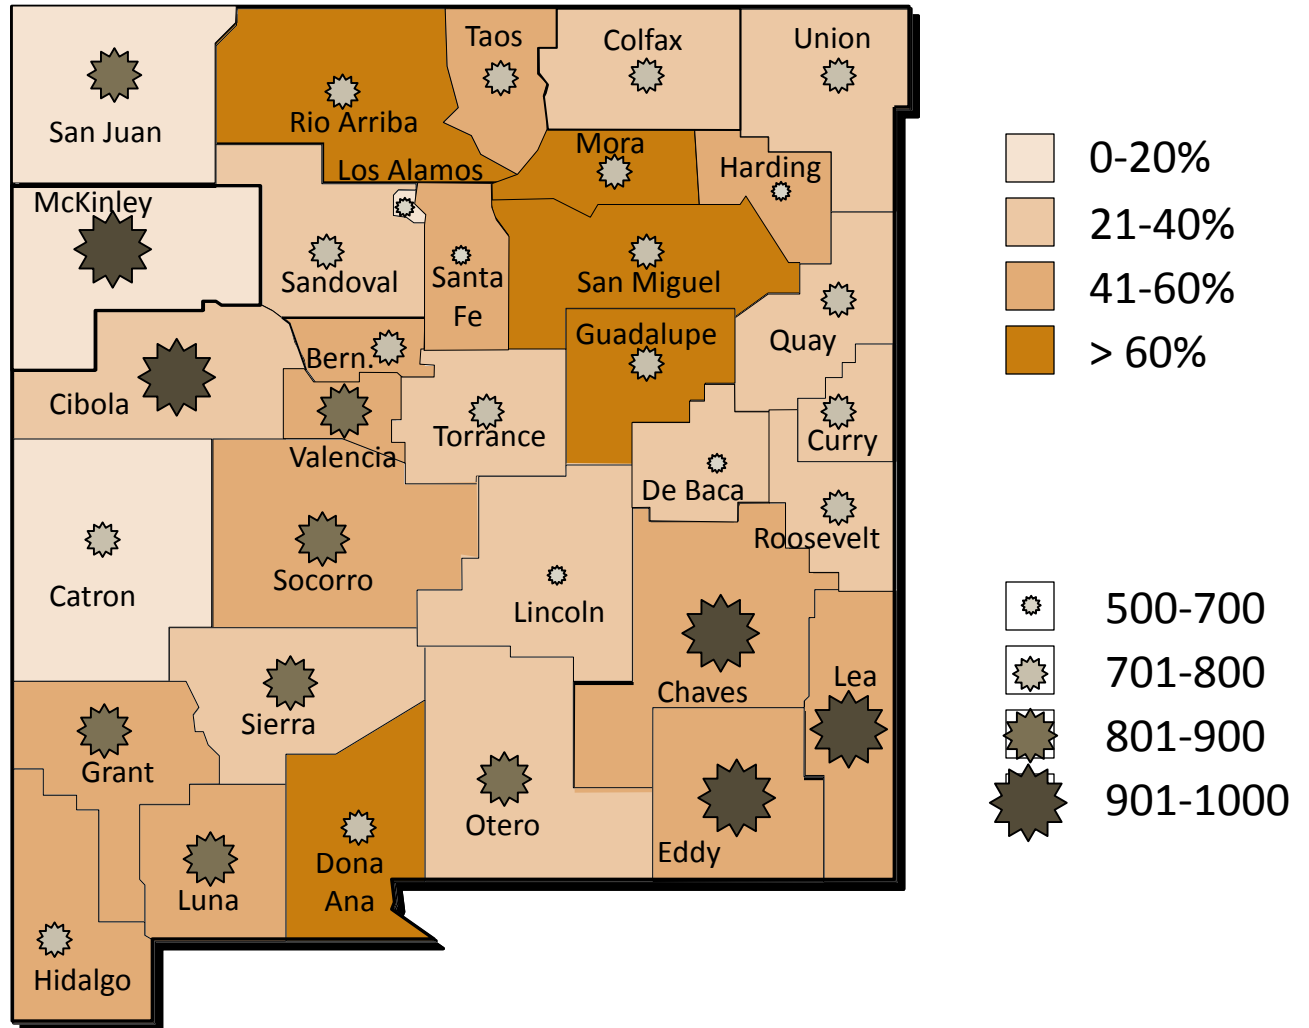 Taos
Colfax
Union
San Juan
Rio Arriba
Mora
Harding
Los Alamos
McKinley
Sandoval
Santa
Fe
San Miguel
Quay
Guadalupe
Bern.
Cibola
Valencia
Torrance
Curry
De Baca
Roosevelt
Catron
Socorro
Lincoln
Chaves
Lea
Sierra
Grant
Otero
Eddy
Dona
Ana
Luna
Hidalgo
0-20%
21-40%
41-60%
> 60%
500-700
701-800
801-900
901-1000